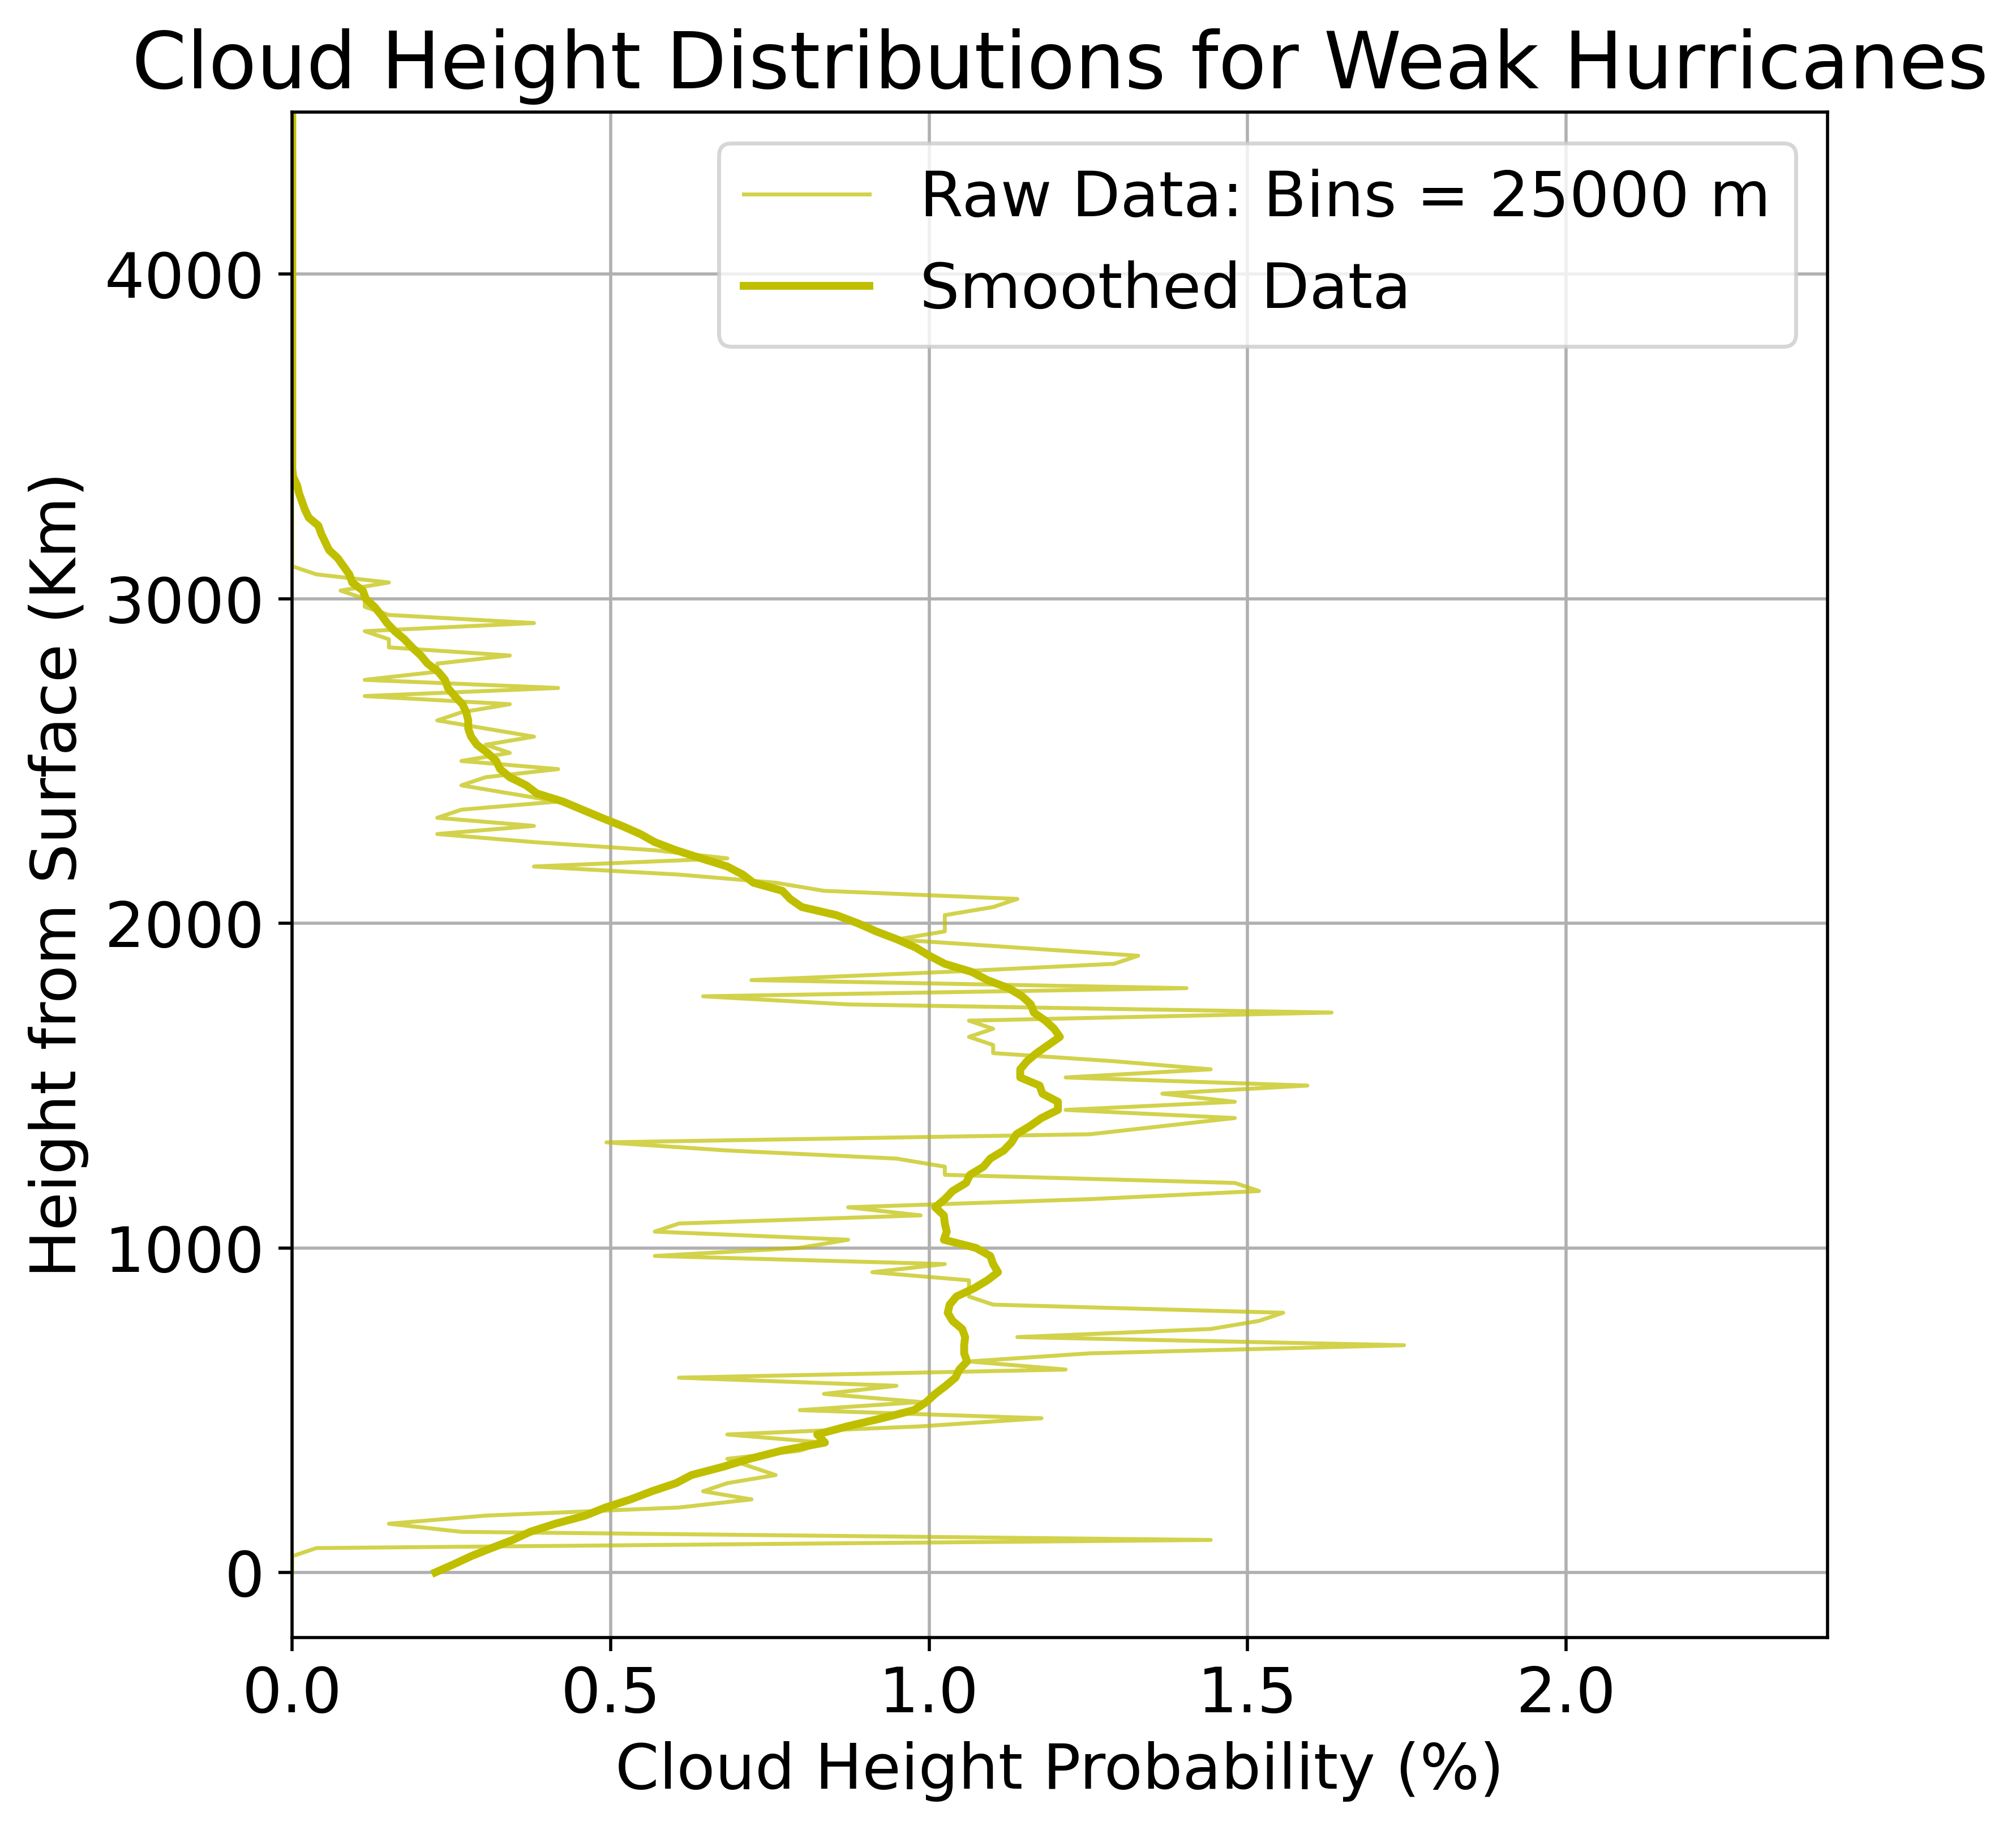 Cloud Height Distributions for Weak Hurricanes
Raw Data: Bins = 25000 m
Smoothed Data
Height from Surface (Km)
4000
3000
2000
1000
0
0.0 0.5 1.0 1.5 2.0
Cloud Height Probability (%)